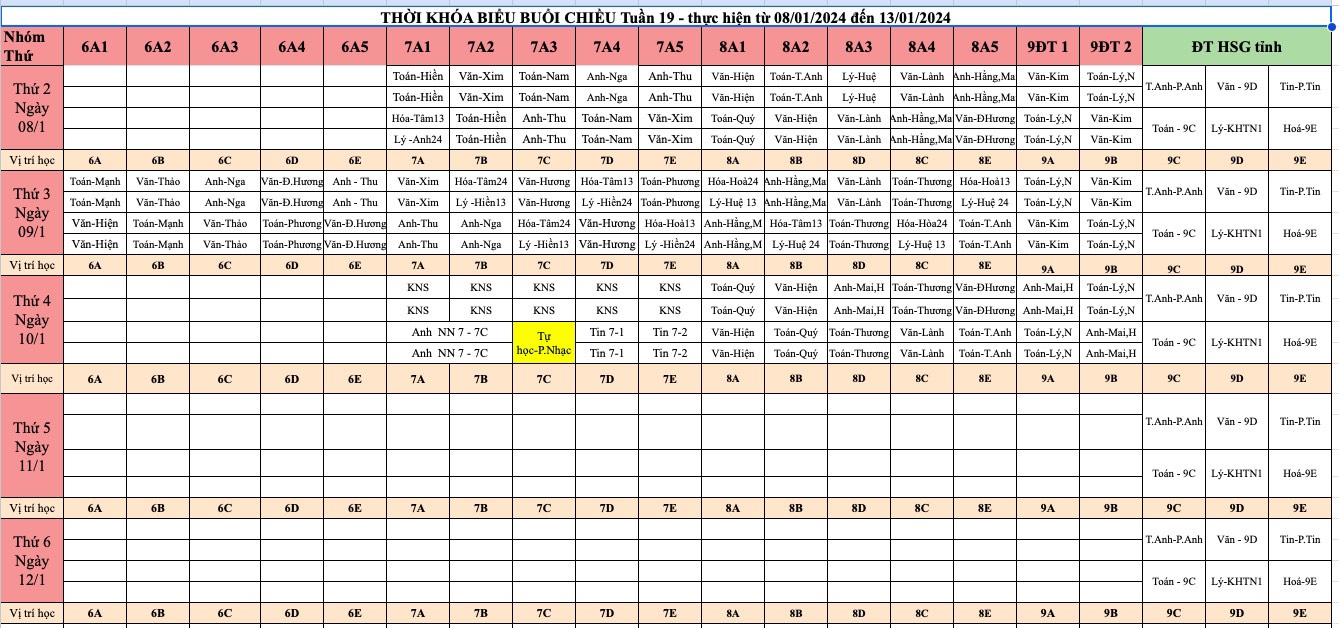 THỜI KHÓA BIỂU BUỔI CHIỀU Tuần 19 - thực hiện từ 08/01/2024 đến 13/01/2024
Nhóm Thứ 6A1 6A2 6A3 6A4 6A5 7A1 7A2 7A3 7A4 7A5 8A1 8A2 8A3 8A4 8A5 9ĐT 1 9ĐT 2 ĐT HSG tỉnh
Thứ 2 Ngày 08/1
Toán-Hiền Văn-Xim Toán-Nam Anh-Nga Anh-Thu Văn-Hiện Toán-T.Anh Lý-Huệ Văn-Lành Anh-Hằng,Ma Văn-Kim Toán-Lý,N T.Anh-P.Anh Văn - 9D Tin-P.Tin
Toán-Hiền Văn-Xim Toán-Nam Anh-Nga Anh-Thu Văn-Hiện Toán-T.Anh Lý-Huệ Văn-Lành Anh-Hằng,Ma Văn-Kim Toán-Lý,N
Hóa-Tâm13 Toán-Hiền Anh-Thu Toán-Nam Văn-Xim Toán-Quý Văn-Hiện Văn-Lành Anh-Hằng,Ma Văn-ĐHương Toán-Lý,N Văn-Kim Toán - 9C Lý-KHTN1 Hoá-9E
Lý -Anh24 Toán-Hiền Anh-Thu Toán-Nam Văn-Xim Toán-Quý Văn-Hiện Văn-Lành Anh-Hằng,Ma Văn-ĐHương Toán-Lý,N Văn-Kim
Vị trí học 6A 6B 6C 6D 6E 7A 7B 7C 7D 7E 8A 8B 8D 8C 8E 9A 9B 9C 9D 9E
Thứ 3 Ngày 09/1
Toán-Mạnh Văn-Thảo Anh-Nga Văn-Đ.Hương Anh - Thu Văn-Xim Hóa-Tâm24 Văn-Hương Hóa-Tâm13 Toán-Phương Hóa-Hoà24 Anh-Hằng,Ma Văn-Lành Toán-Thương Hóa-Hoà13 Toán-Lý,N Văn-Kim T.Anh-P.Anh Văn - 9D Tin-P.Tin
Toán-Mạnh Văn-Thảo Anh-Nga Văn-Đ.Hương Anh - Thu Văn-Xim Lý -Hiền13 Văn-Hương Lý -Hiền24 Toán-Phương Lý-Huệ 13 Anh-Hằng,Ma Văn-Lành Toán-Thương Lý-Huệ 24 Toán-Lý,N Văn-Kim
Văn-Hiện Toán-Mạnh Văn-Thảo Toán-Phương Văn-Đ.Hương Anh-Thu Anh-Nga Hóa-Tâm24 Văn-Hương Hóa-Hoà13 Anh-Hằng,M Hóa-Tâm13 Toán-Thương Hóa-Hòa24 Toán-T.Anh Văn-Kim Toán-Lý,N Toán - 9C Lý-KHTN1 Hoá-9E
Văn-Hiện Toán-Mạnh Văn-Thảo Toán-Phương Văn-Đ.Hương Anh-Thu Anh-Nga Lý -Hiền13 Văn-Hương Lý -Hiền24 Anh-Hằng,M Lý-Huệ 24 Toán-Thương Lý-Huệ 13 Toán-T.Anh Văn-Kim Toán-Lý,N
Vị trí học 6A 6B 6C 6D 6E 7A 7B 7C 7D 7E 8A 8B 8D 8C 8E 9A 9B 9C 9D 9E
Thứ 4 Ngày 10/1
KNS KNS KNS KNS KNS Toán-Quý Văn-Hiện Anh-Mai,H Toán-Thương Văn-ĐHương Anh-Mai,H Toán-Lý,N T.Anh-P.Anh Văn - 9D Tin-P.Tin
KNS KNS KNS KNS KNS Toán-Quý Văn-Hiện Anh-Mai,H Toán-Thương Văn-ĐHương Anh-Mai,H Toán-Lý,N
Anh NN 7 - 7C Tự học-P.Nhạc Tin 7-1 Tin 7-2 Văn-Hiện Toán-Quý Toán-Thương Văn-Lành Toán-T.Anh Toán-Lý,N Anh-Mai,H Toán - 9C Lý-KHTN1 Hoá-9E
Anh NN 7 - 7C Tin 7-1 Tin 7-2 Văn-Hiện Toán-Quý Toán-Thương Văn-Lành Toán-T.Anh Toán-Lý,N Anh-Mai,H
Vị trí học 6A 6B 6C 6D 6E 7A 7B 7C 7D 7E 8A 8B 8D 8C 8E 9A 9B 9C 9D 9E
Thứ 5 Ngày 11/1
T.Anh-P.Anh Văn - 9D Tin-P.Tin
Toán - 9C Lý-KHTN1 Hoá-9E
Vị trí học 6A 6B 6C 6D 6E 7A 7B 7C 7D 7E 8A 8B 8D 8C 8E 9A 9B 9C 9D 9E
Thứ 6 Ngày 12/1
T.Anh-P.Anh Văn - 9D Tin-P.Tin
Toán - 9C Lý-KHTN1 Hoá-9E
Vị trí học 6A 6B 6C 6D 6E 7A 7B 7C 7D 7E 8A 8B 8D 8C 8E 9A 9B 9C 9D 9E